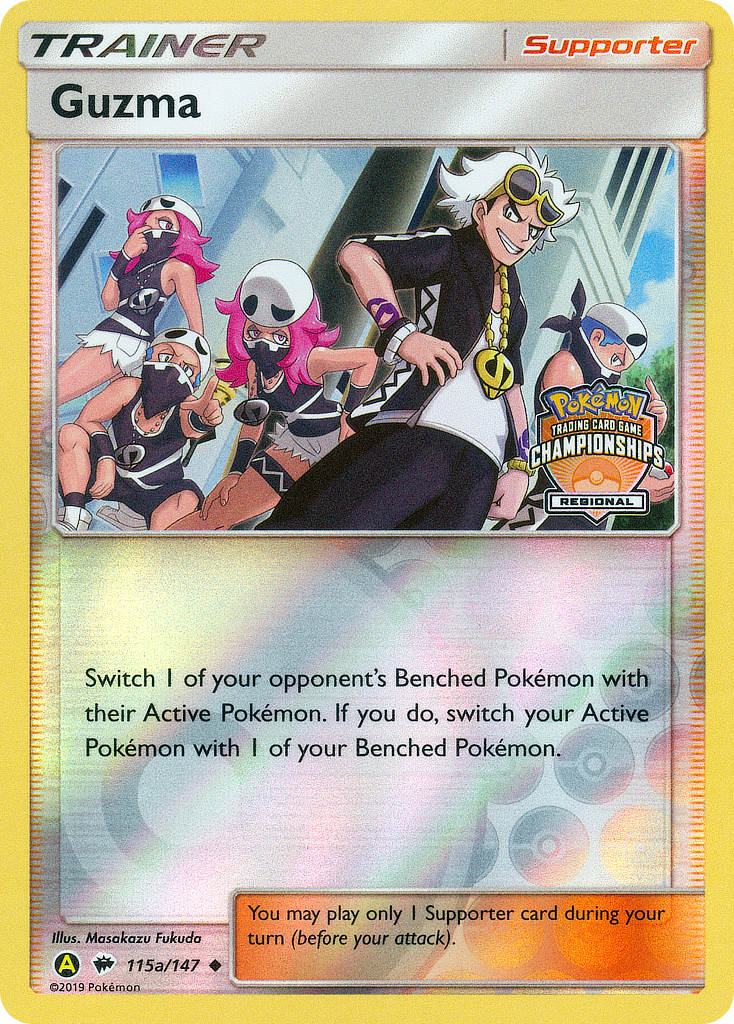 TRAINER
Supporter
Guzma
Pokémon
TRADING CARD GAME
CHAMPIONSHIPS
REGIONAL
Switch 1 of your opponent's Benched Pokémon with
their Active Pokémon. If you do, switch your Active
Pokémon with 1 of your Benched Pokémon.
You may play only 1 Supporter card during your
turn (before your attack).
Illus. Masakazu Fukuda
A 115a/147
©2019 Pokémon